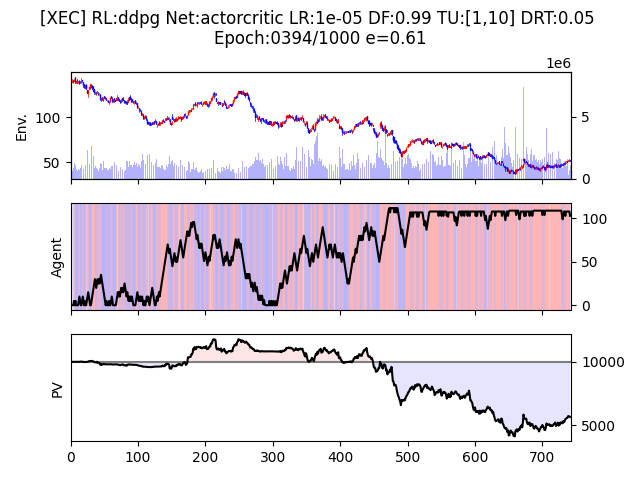 [XEC] RL:ddpg Net:actorcritic LR:1e-05 DF:0.99 TU:[1,10] DRT:0.05
Epoch:0394/1000 e=0.61
1e6
Env.
100
50
5
0
Agent
100
50
0
PV
10000
5000
0 100 200 300 400 500 600 700